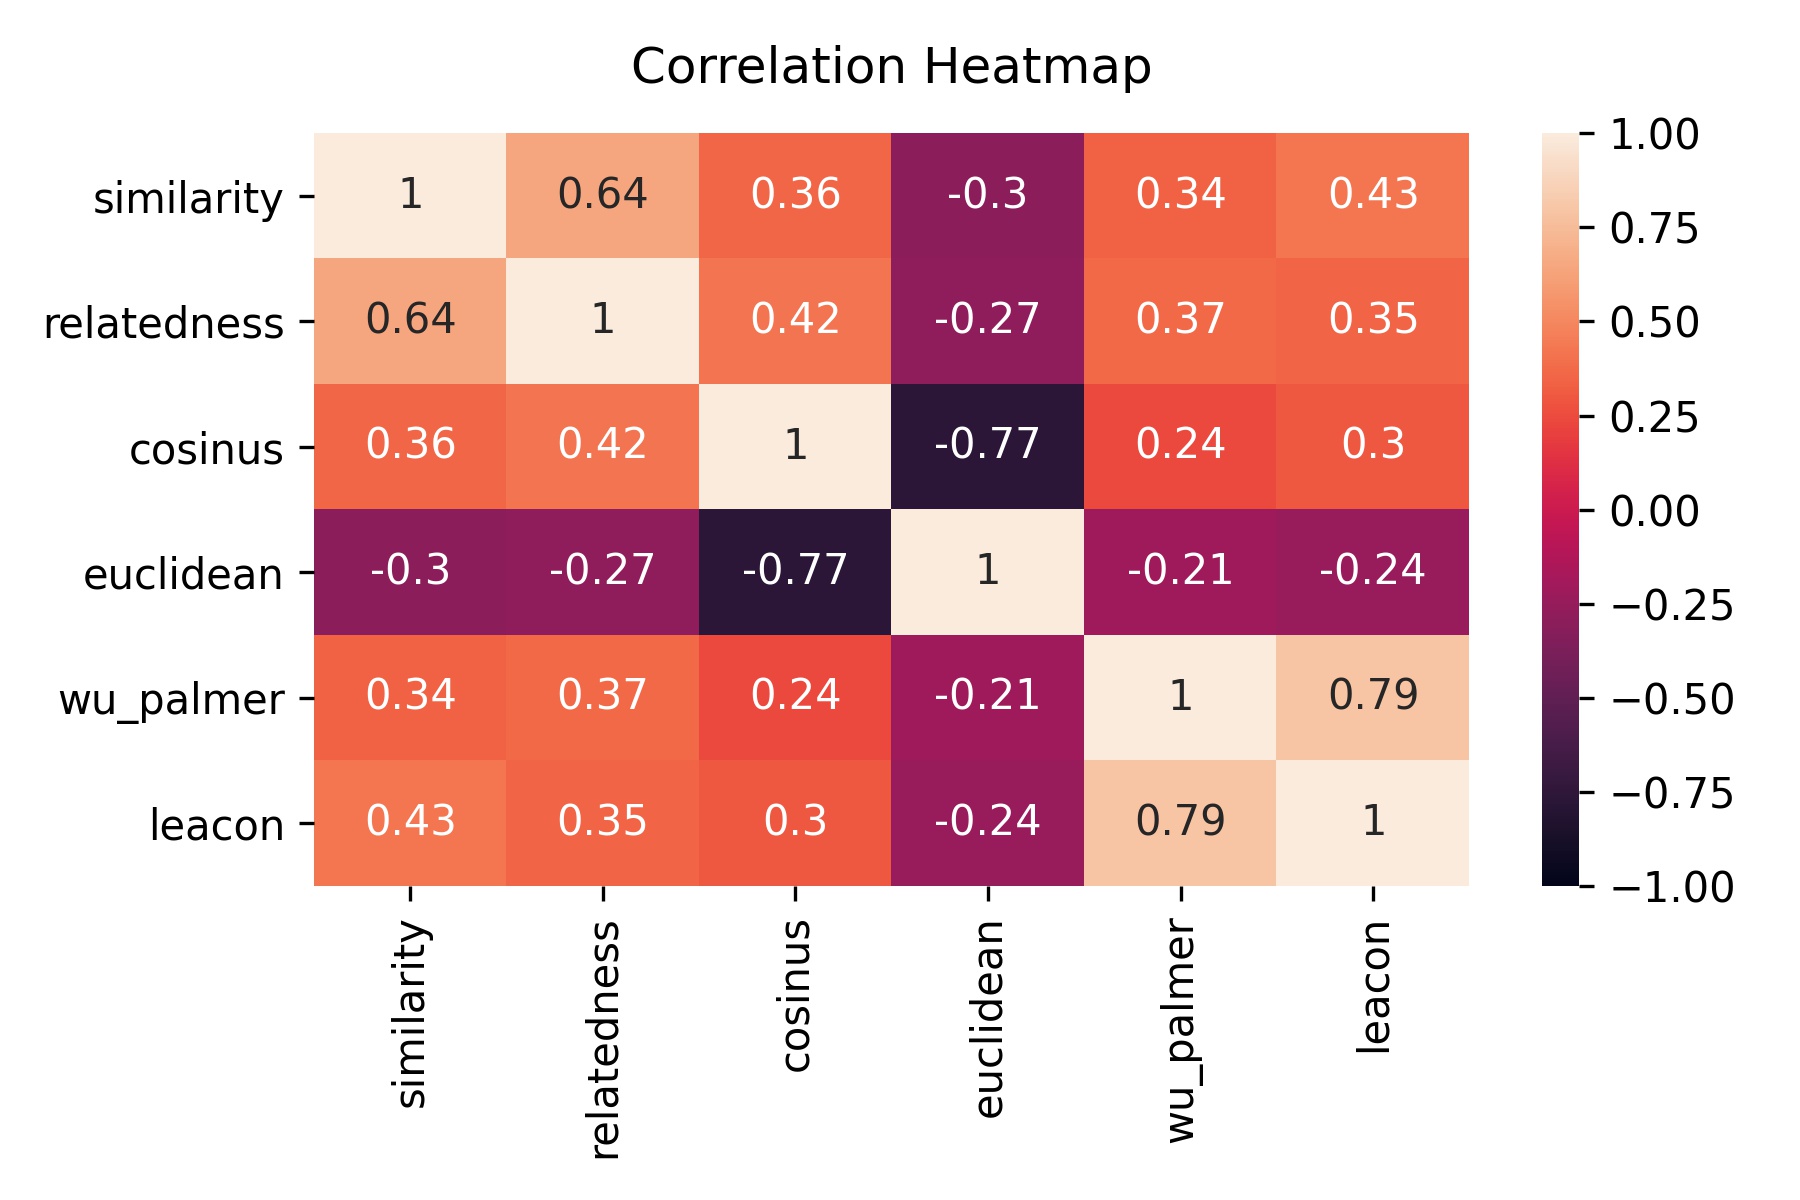 Correlation Heatmap
similarity 1 0.64 0.36 -0.3 0.34 0.43
relatedness 0.64 1 0.42 -0.27 0.37 0.35
cosinus 0.36 0.42 1 -0.77 0.24 0.3
euclidean -0.3 -0.27 -0.77 1 -0.21 -0.24
wu_palmer 0.34 0.37 0.24 -0.21 1 0.79
leacon 0.43 0.35 0.3 -0.24 0.79 1
similarity relatedness cosinus euclidean wu_palmer leacon
1.00
0.75
0.50
0.25
0.00
−0.25
−0.50
−0.75
−1.00